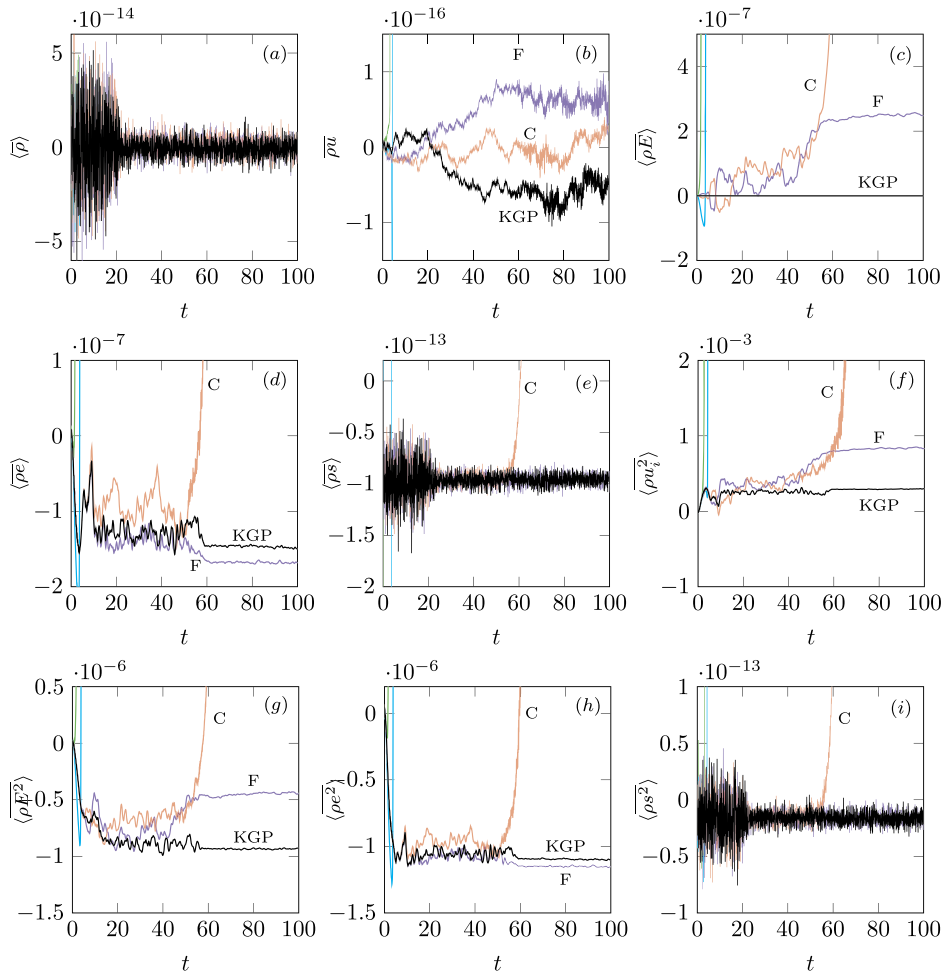 ·10−14
(a)
5
0
−5
⟨ρ̅⟩
0 20 40 60 80 100
t
·10−16
(b)
F
C
KGP
1
0
−1
ρu
0 20 40 60 80 100
t
·10−7
(c)
C
F
KGP
4
2
0
−2
⟨ρE⟩
0 20 40 60 80 100
t
·10−7
(d)
C
KGP
F
1
0
−1
−2
⟨ρe⟩
0 20 40 60 80 100
t
·10−13
(e)
C
0
−0.5
−1
−1.5
−2
⟨ρs⟩
0 20 40 60 80 100
t
·10−3
(f)
C
F
KGP
2
1
0
−1
⟨ρu_i^2⟩
0 20 40 60 80 100
t
·10−6
(g)
C
F
KGP
0.5
0
−0.5
−1
−1.5
⟨ρE²⟩
0 20 40 60 80 100
t
·10−6
(h)
C
KGP
F
0
−0.5
−1
−1.5
⟨ρe²⟩
0 20 40 60 80 100
t
·10−13
(i)
C
1
0.5
0
−0.5
−1
⟨ρs²⟩
0 20 40 60 80 100
t